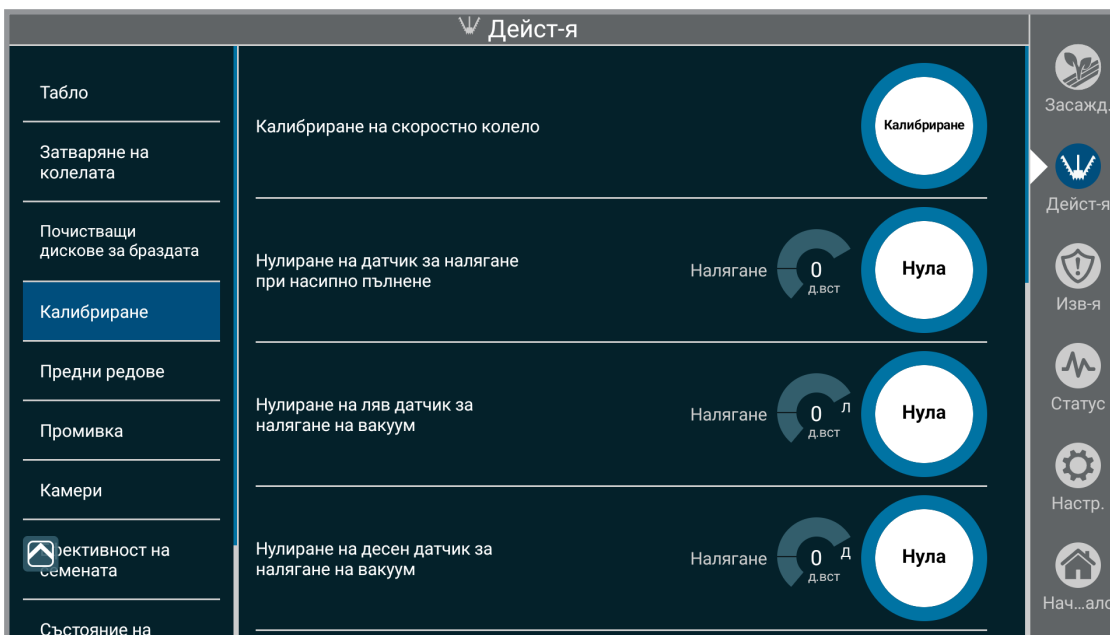 Дейст-я
Табло
Затваряне на
колелата
Почистващи
дискове за браздата
Калибриране
Предни редове
Промивка
Камери
семената
Състояние на
Калибриране на скоростно колело
Калибриране
Нулиране на датчик за налягане
при насипно пълнене
Налягане
0
д.вст
Нула
Нулиране на ляв датчик за
налягане на вакуум
Налягане
0
Л
д.вст
Нула
Нулиране на десен датчик за
налягане на вакуум
Налягане
0
Д
д.вст
Нула
Засажд.
Дейст-я
Изв-я
Статус
Настр.
Нач...ало